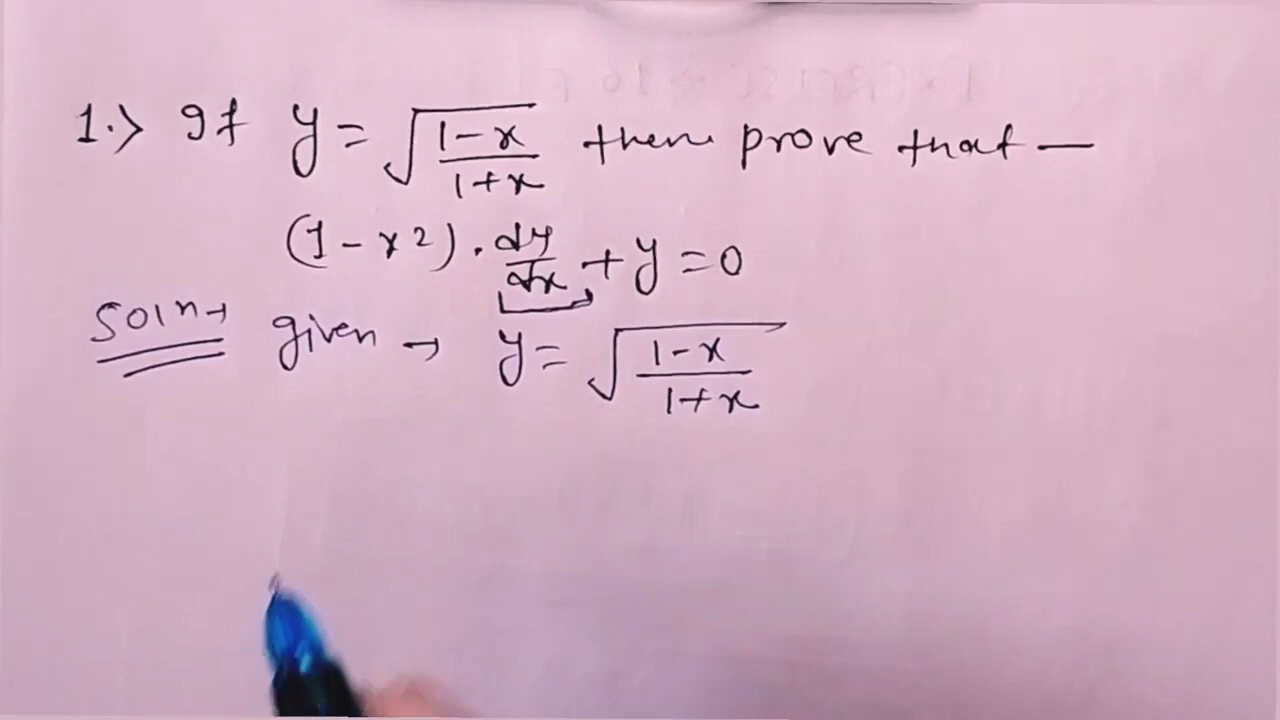 1.> If y = √((1-x)/(1+x)) then prove that —
(1-x²). dy/dx + y = 0
Soln→ given → y = √((1-x)/(1+x))